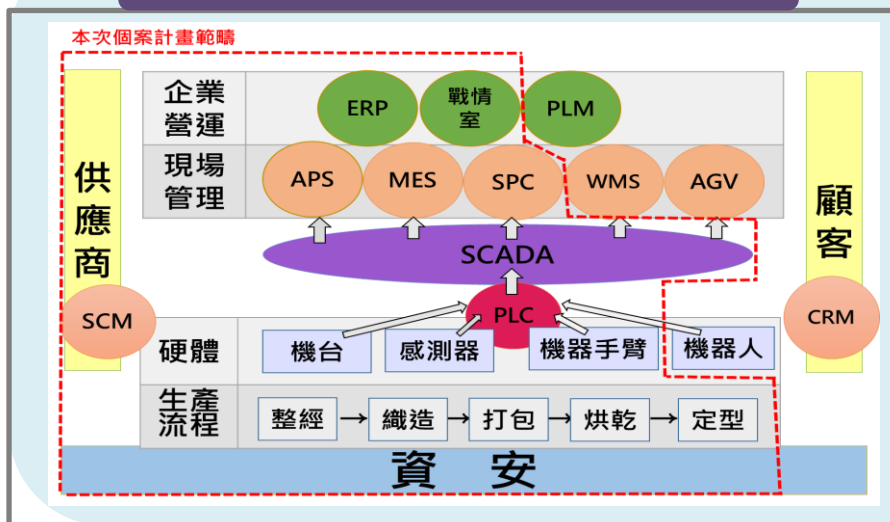 本次個案計畫範疇
供應商
企業營運
ERP
戰情室
PLM
現場管理
APS
MES
SPC
WMS
AGV
顧客
SCADA
PLC
SCM
CRM
硬體
機台
感測器
機器手臂
機器人
生產流程
整經
織造
打包
烘乾
定型
資 安